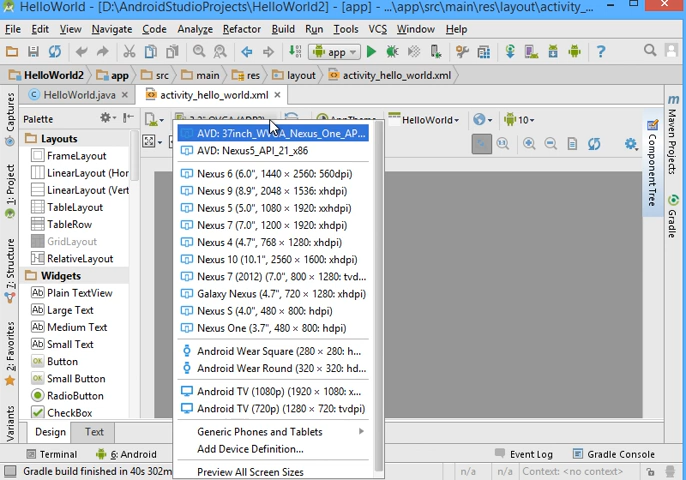 HelloWorld - [D:\AndroidStudioProjects\HelloWorld2] - [app] - ...\app\src\main\res\layout\activity_...
File Edit View Navigate Code Analyze Refactor Build Run Tools VCS Window Help
app
HelloWorld2 app src main res layout activity_hello_world.xml
HelloWorld.java activity_hello_world.xml
Palette
AppTheme HelloWorld
Layouts
FrameLayout
LinearLayout (Hor
LinearLayout (Vert
TableLayout
TableRow
GridLayout
RelativeLayout
Widgets
Plain TextView
Large Text
Medium Text
Small Text
Button
Small Button
RadioButton
CheckBox
AVD: 37inch_WVGA_Nexus_One_AP...
AVD: Nexus5_API_21_x86
Nexus 6 (6.0", 1440 × 2560: 560dpi)
Nexus 9 (8.9", 2048 × 1536: xhdpi)
Nexus 5 (5.0", 1080 × 1920: xxhdpi)
Nexus 7 (7.0", 1200 × 1920: xhdpi)
Nexus 4 (4.7", 768 × 1280: xhdpi)
Nexus 10 (10.1", 2560 × 1600: xhdpi)
Nexus 7 (2012) (7.0", 800 × 1280: tvd...
Galaxy Nexus (4.7", 720 × 1280: xhdpi)
Nexus S (4.0", 480 × 800: hdpi)
Nexus One (3.7", 480 × 800: hdpi)
Android Wear Square (280 × 280: h...
Android Wear Round (320 × 320: hd...
Android TV (1080p) (1920 × 1080: x...
Android TV (720p) (1280 × 720: tvdpi)
Generic Phones and Tablets
Add Device Definition...
Preview All Screen Sizes
Captures
1: Project
7: Structure
2: Favorites
Variants
Maven Projects
Gradle
Component Tree
Design Text
Terminal 6: Android Event Log Gradle Console
Gradle build finished in 40s 302m n/a n/a Context: <no context>